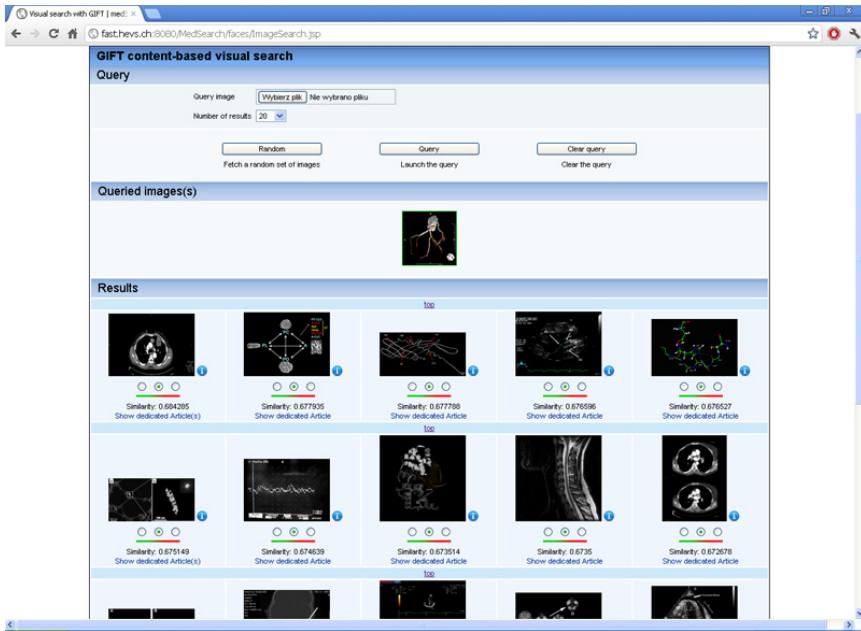 Visual search with GIFT | medS
fast.hevs.ch:8080/MedSearch/faces/ImageSearch.jsp
GIFT content-based visual search
Query
Query image Wybierz plik Nie wybrano pliku
Number of results 20
Random Query Clear query
Fetch a random set of images Launch the query Clear the query
Queried images(s)
Results
top
Similarity: 0.684285 Similarity: 0.677935 Similarity: 0.677788 Similarity: 0.676596 Similarity: 0.676527
Show dedicated Article(s) Show dedicated Article Show dedicated Article Show dedicated Article Show dedicated Article
top
Similarity: 0.675149 Similarity: 0.674639 Similarity: 0.673514 Similarity: 0.6735 Similarity: 0.672678
Show dedicated Article(s) Show dedicated Article Show dedicated Article Show dedicated Article Show dedicated Article
top